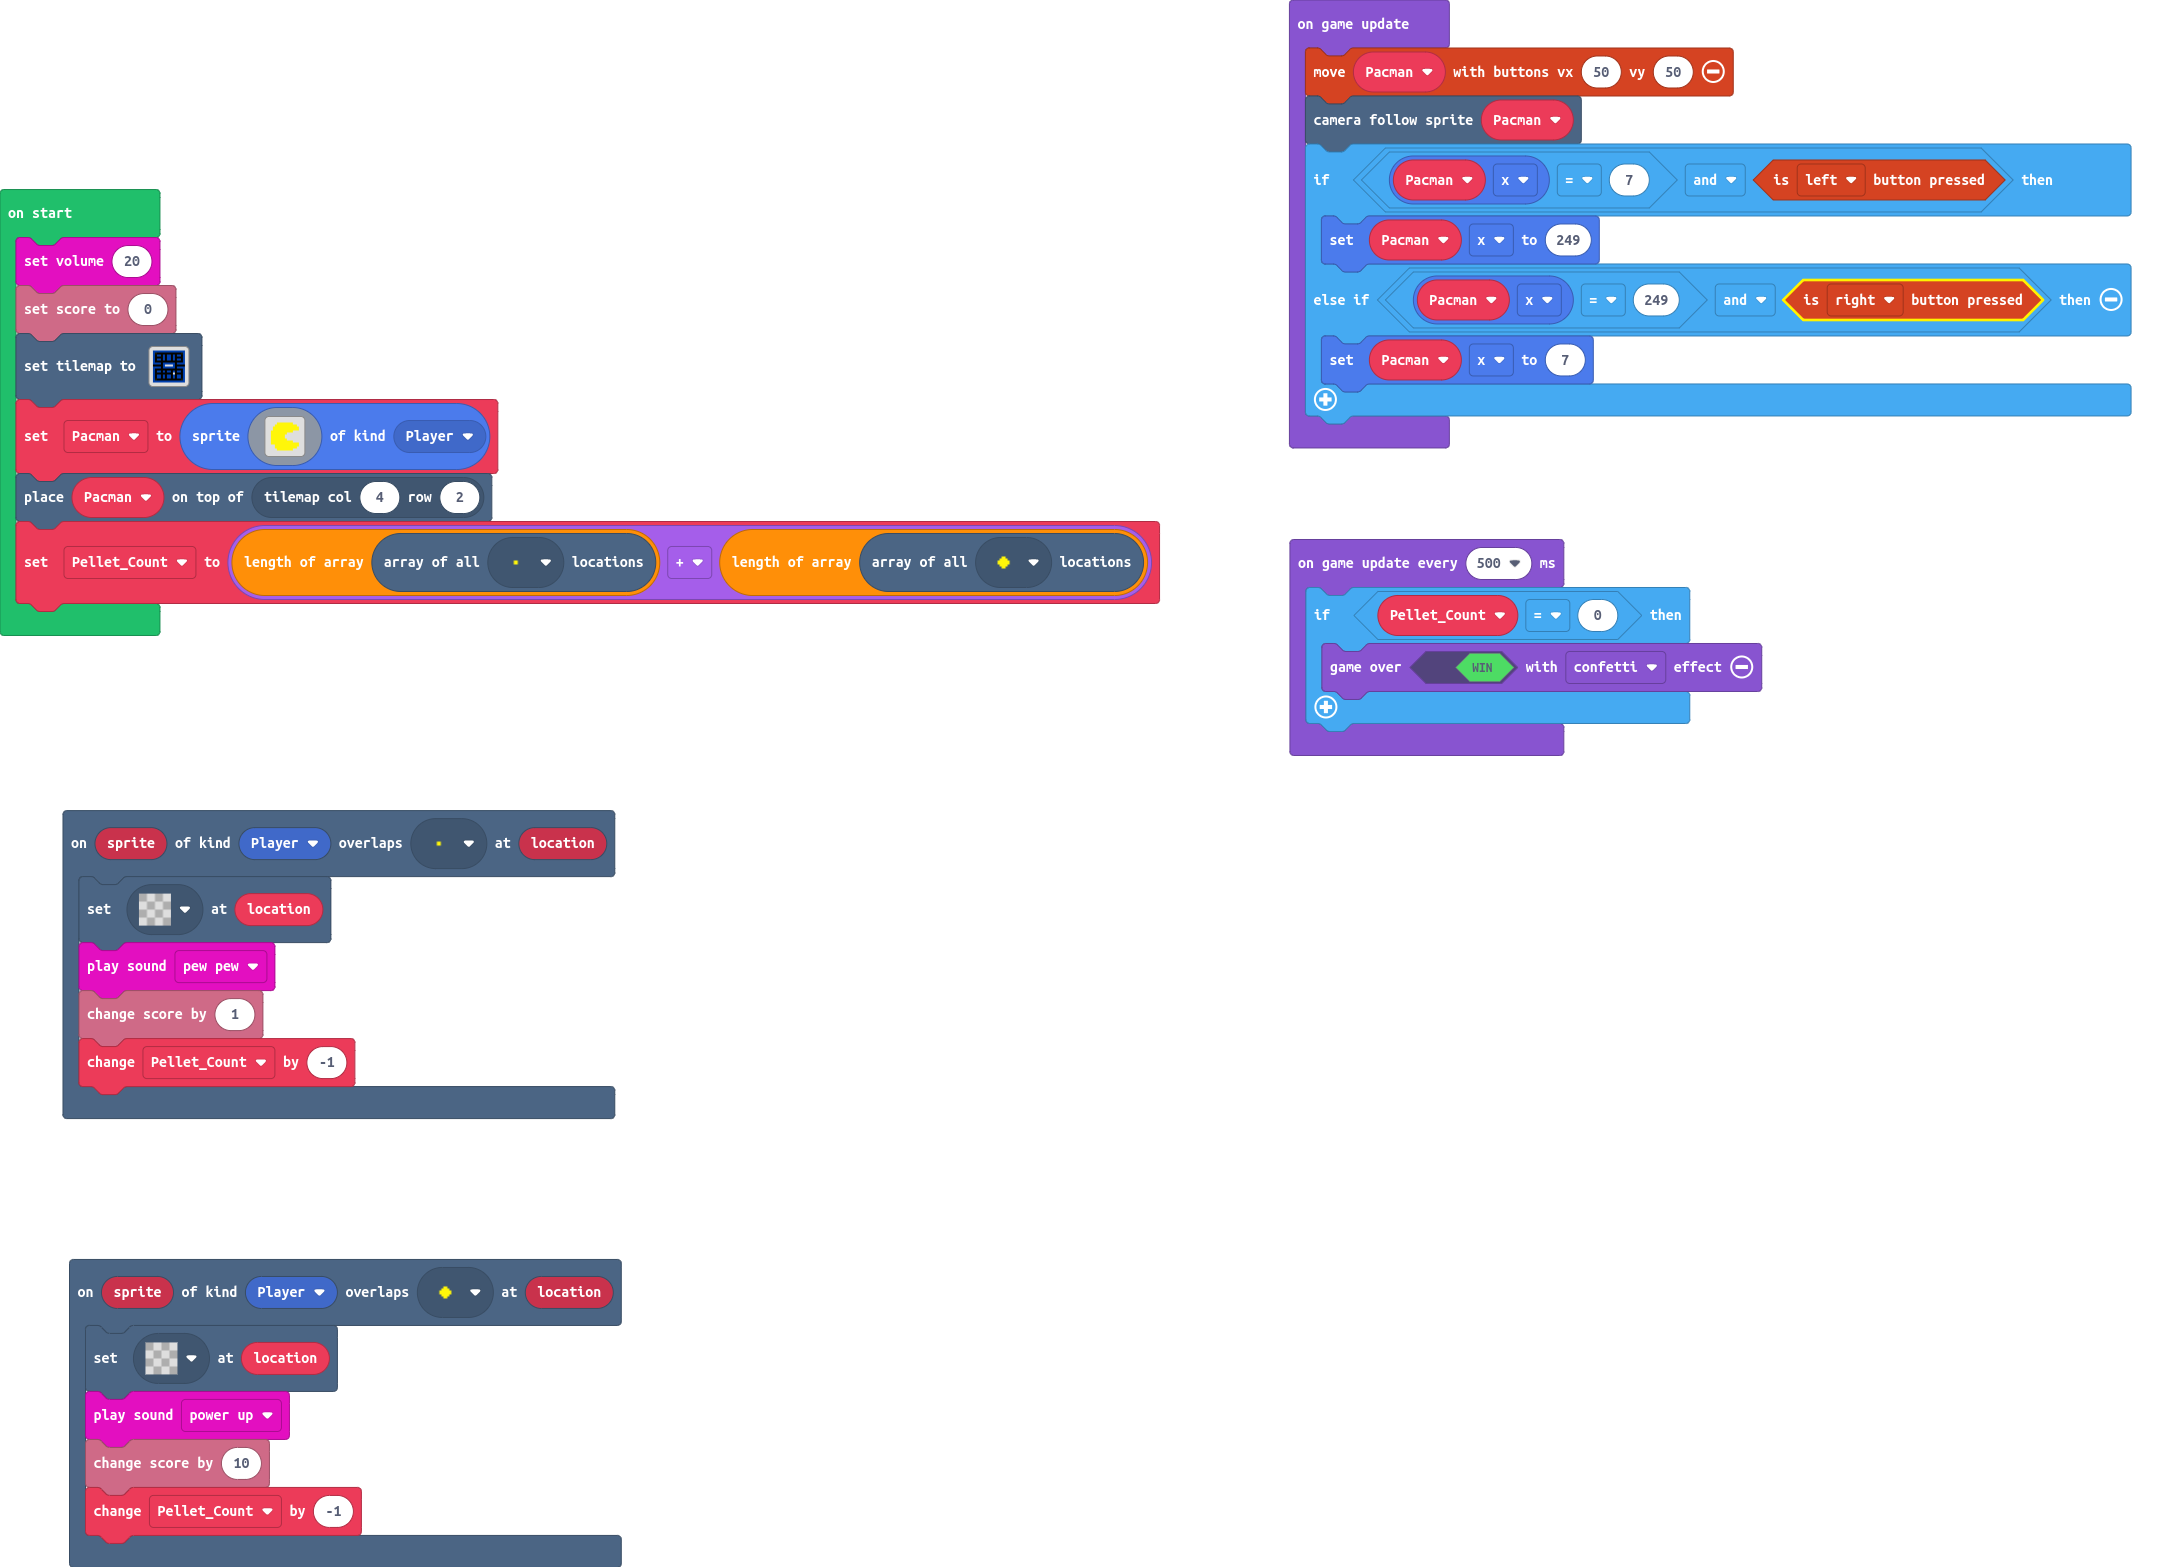 on start
set volume 20
set score to 0
set tilemap to
set Pacman to sprite of kind Player
place Pacman on top of tilemap col 4 row 2
set Pellet_Count to length of array array of all locations + length of array array of all locations
on sprite of kind Player overlaps at location
set at location
play sound pew pew
change score by 1
change Pellet_Count by -1
on sprite of kind Player overlaps at location
set at location
play sound power up
change score by 10
change Pellet_Count by -1
on game update
move Pacman with buttons vx 50 vy 50
camera follow sprite Pacman
if Pacman x = 7 and is left button pressed then
set Pacman x to 249
else if Pacman x = 249 and is right button pressed then
set Pacman x to 7
on game update every 500 ms
if Pellet_Count = 0 then
game over WIN with confetti effect